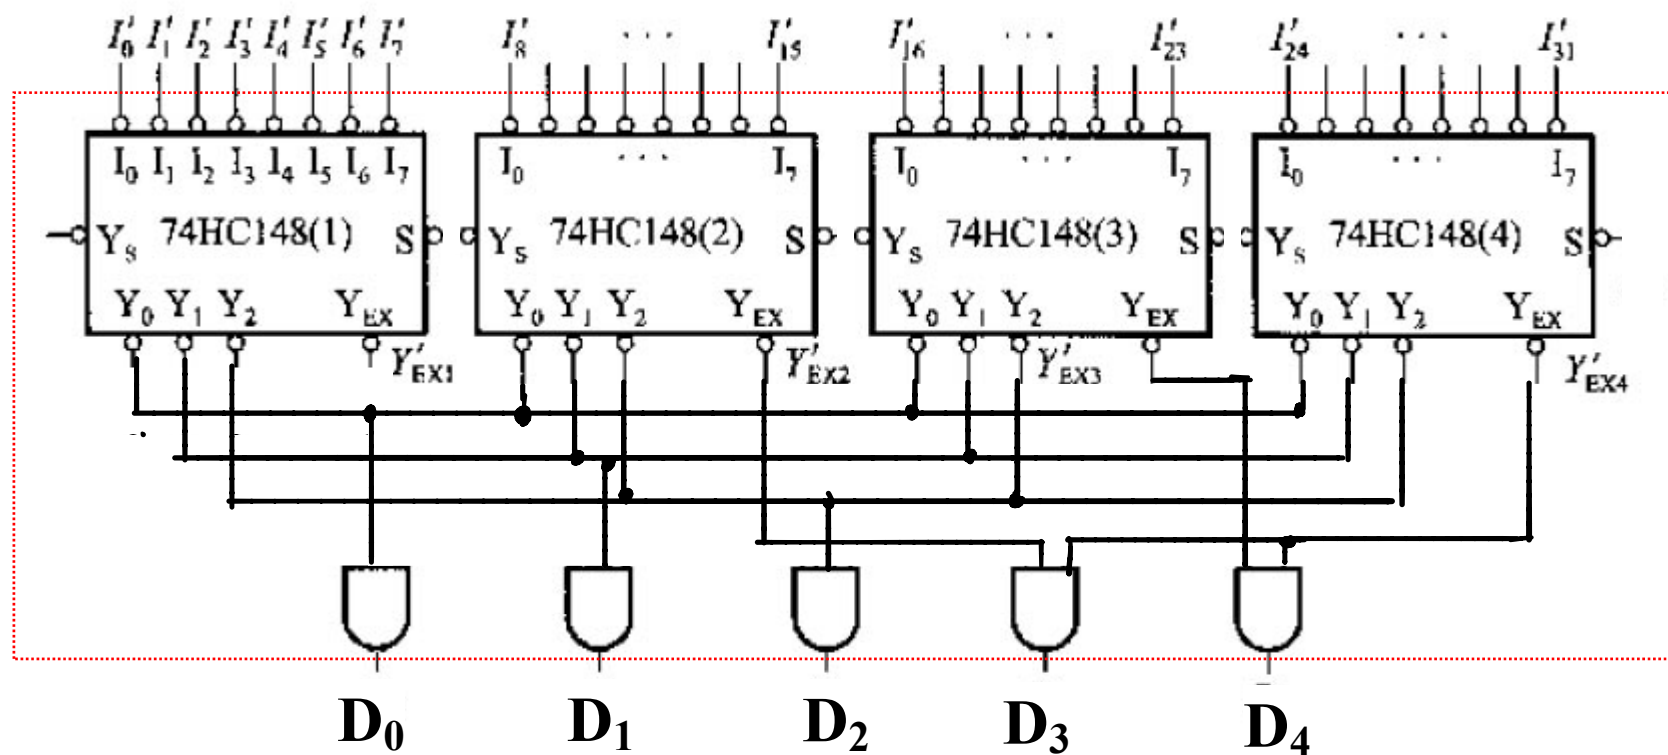 I′0 I′1 I′2 I′3 I′4 I′5 I′6 I′7 I′8 ··· I′15 I′16 ··· I′23 I′24 ··· I′31
I0 I1 I2 I3 I4 I5 I6 I7 I0 ··· I7 I0 ··· I7 I0 ··· I7
YS 74HC148(1) S YS 74HC148(2) S YS 74HC148(3) S YS 74HC148(4) S
Y0 Y1 Y2 YEX Y0 Y1 Y2 YEX Y0 Y1 Y2 YEX Y0 Y1 Y2 YEX
Y′EX1 Y′EX2 Y′EX3 Y′EX4
D0 D1 D2 D3 D4